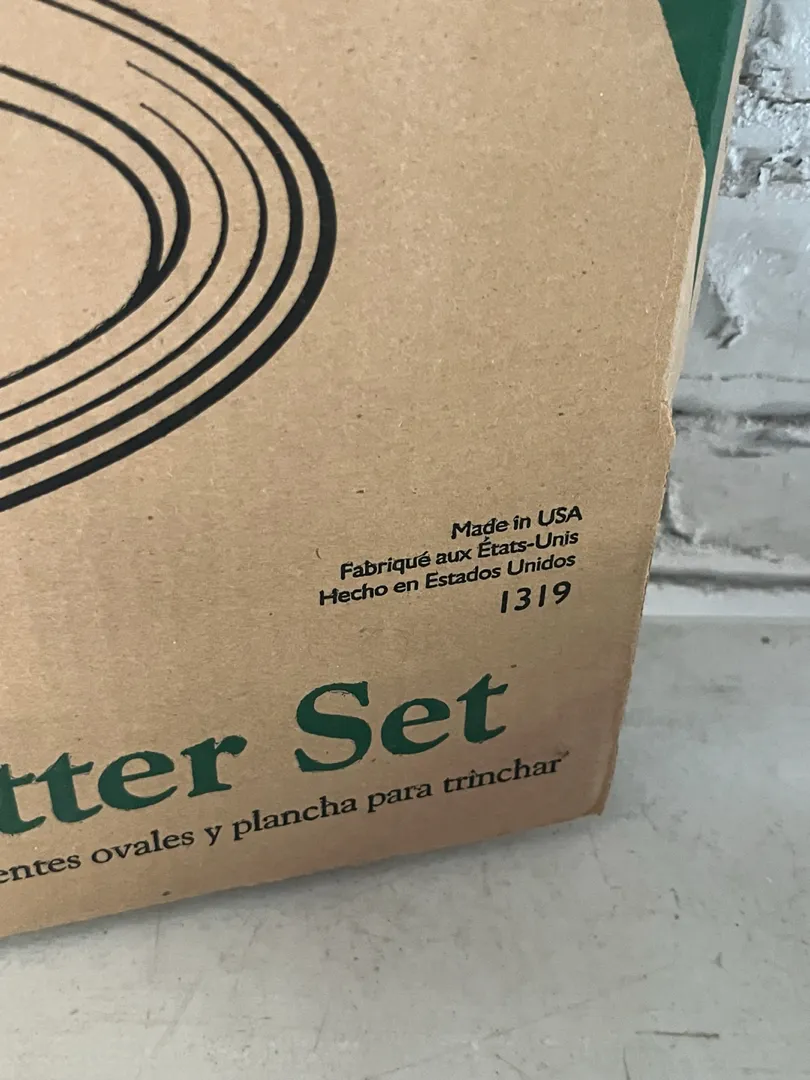 Made in USA
Fabriqué aux États-Unis
Hecho en Estados Unidos
1319
tter Set
entes ovales y plancha para trinchar